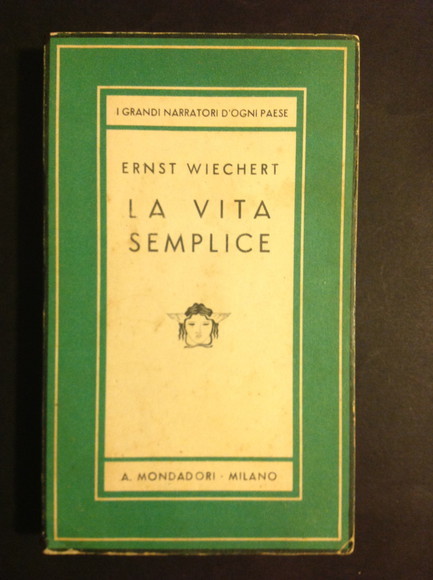 I GRANDI NARRATORI D'OGNI PAESE
ERNST WIECHERT
LA VITA
SEMPLICE
A. MONDADORI · MILANO